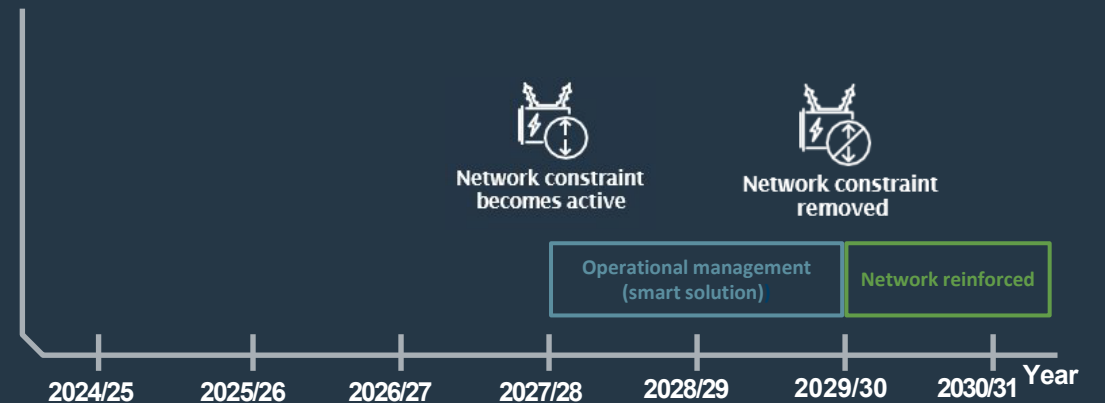 Network constraint
becomes active
Network constraint
removed
Operational management
(smart solution)
Network reinforced
2024/25 2025/26 2026/27 2027/28 2028/29 2029/30 2030/31 Year